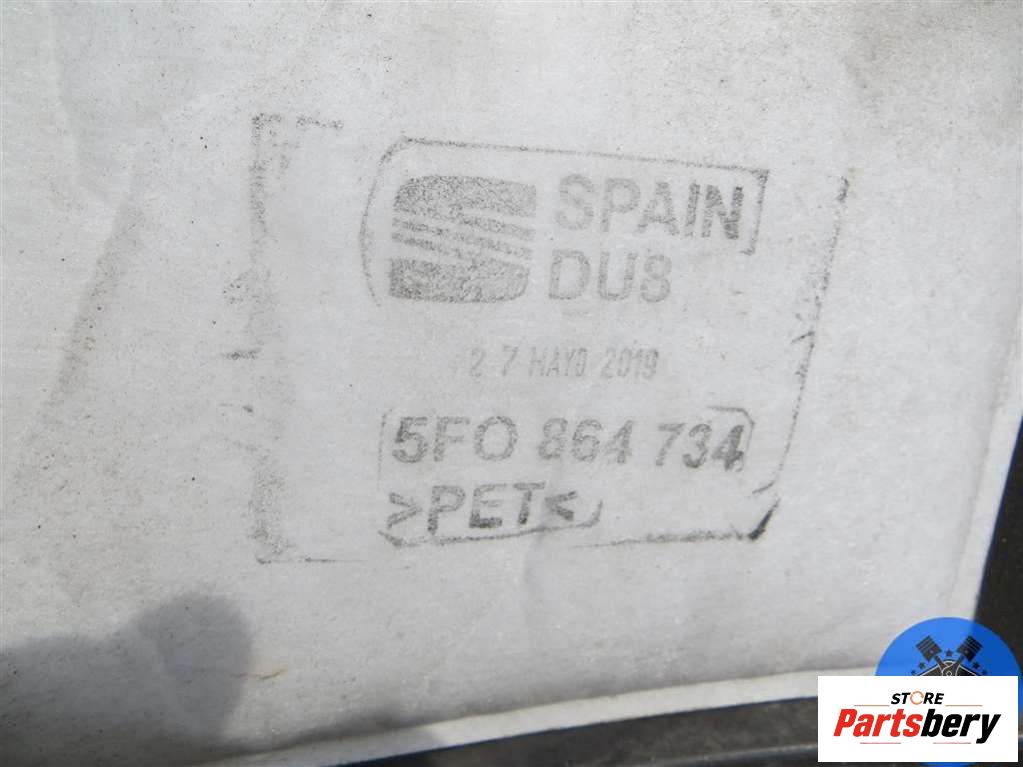 SPAIN
DU8
27 MAYO 2019
5F0 864 734
>PET<
STORE
Partsbery